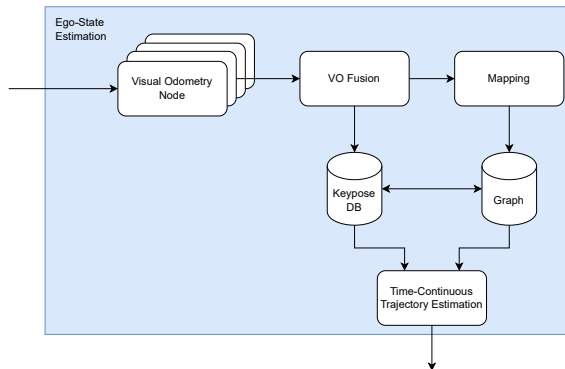 Ego-State
Estimation
Visual Odometry
Node
VO Fusion
Mapping
Keypose
DB
Graph
Time-Continuous
Trajectory Estimation